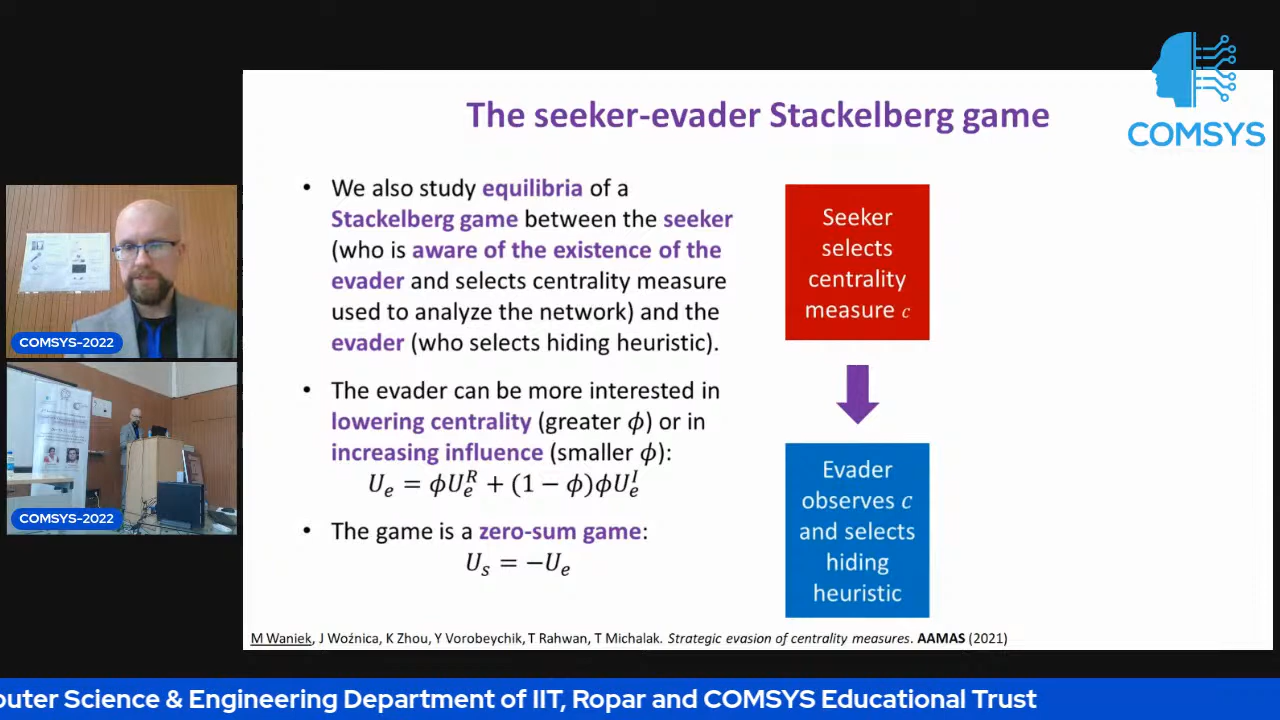 COMSYS
The seeker-evader Stackelberg game
• We also study equilibria of a
Stackelberg game between the seeker
(who is aware of the existence of the
evader and selects centrality measure
used to analyze the network) and the
evader (who selects hiding heuristic).
• The evader can be more interested in
lowering centrality (greater ϕ) or in
increasing influence (smaller ϕ):
U_e = ϕU_e^R + (1 − ϕ)ϕU_e^I
• The game is a zero-sum game:
U_s = −U_e
Seeker
selects
centrality
measure c
Evader
observes c
and selects
hiding
heuristic
M Waniek, J Woźnica, K Zhou, Y Vorobeychik, T Rahwan, T Michalak. Strategic evasion of centrality measures. AAMAS (2021)
COMSYS-2022
COMSYS-2022
outer Science & Engineering Department of IIT, Ropar and COMSYS Educational Trust